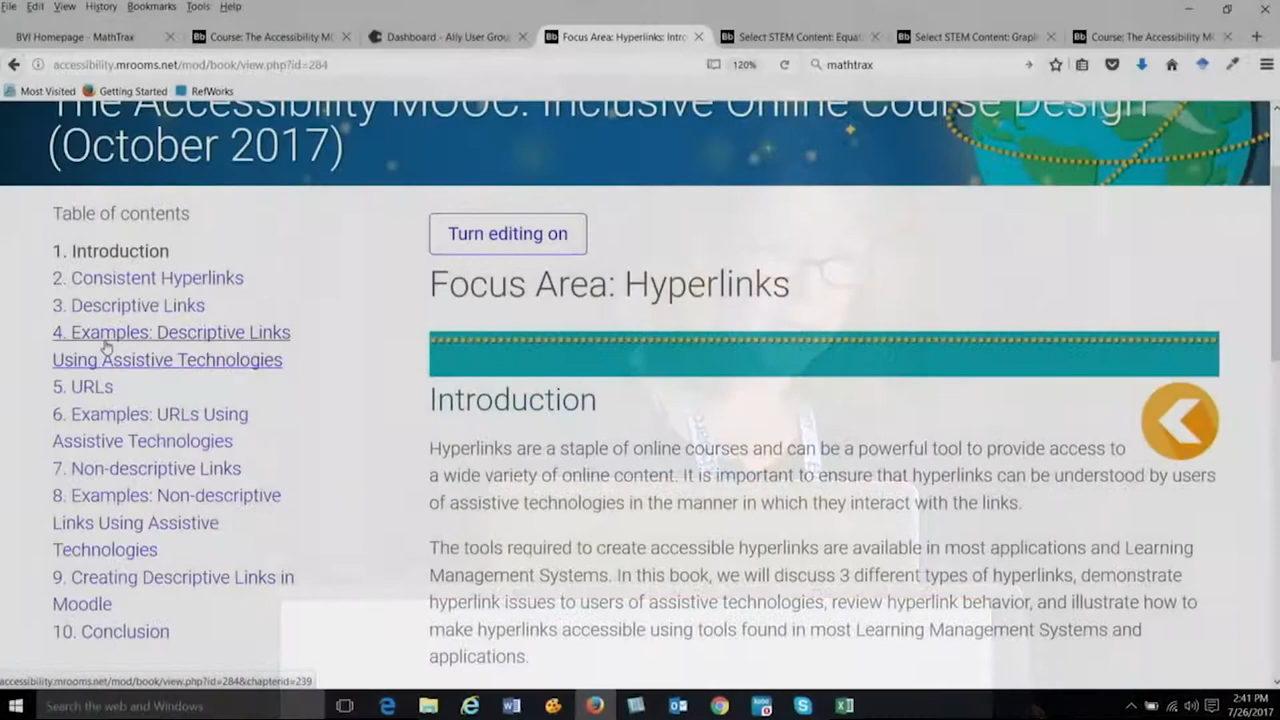 File Edit View History Bookmarks Tools Help
BVI Homepage - MathTrax
Course: The Accessibility M
Dashboard - Ally User Grou
Focus Area: Hyperlinks: Intro
Select STEM Content: Equat
Select STEM Content: Graph
Course: The Accessibility M
accessibility.mrooms.net/mod/book/view.php?id=284
120%
mathtrax
Most Visited Getting Started RefWorks
The Accessibility MOOC: Inclusive Online Course Design
(October 2017)
Table of contents
1. Introduction
2. Consistent Hyperlinks
3. Descriptive Links
4. Examples: Descriptive Links
Using Assistive Technologies
5. URLs
6. Examples: URLs Using
Assistive Technologies
7. Non-descriptive Links
8. Examples: Non-descriptive
Links Using Assistive
Technologies
9. Creating Descriptive Links in
Moodle
10. Conclusion
Turn editing on
Focus Area: Hyperlinks
Introduction
Hyperlinks are a staple of online courses and can be a powerful tool to provide access to
a wide variety of online content. It is important to ensure that hyperlinks can be understood by users
of assistive technologies in the manner in which they interact with the links.
The tools required to create accessible hyperlinks are available in most applications and Learning
Management Systems. In this book, we will discuss 3 different types of hyperlinks, demonstrate
hyperlink issues to users of assistive technologies, review hyperlink behavior, and illustrate how to
make hyperlinks accessible using tools found in most Learning Management Systems and
applications.
accessibility.mrooms.net/mod/book/view.php?id=284&chapterid=239
Search the web and Windows
2:41 PM
7/26/2017